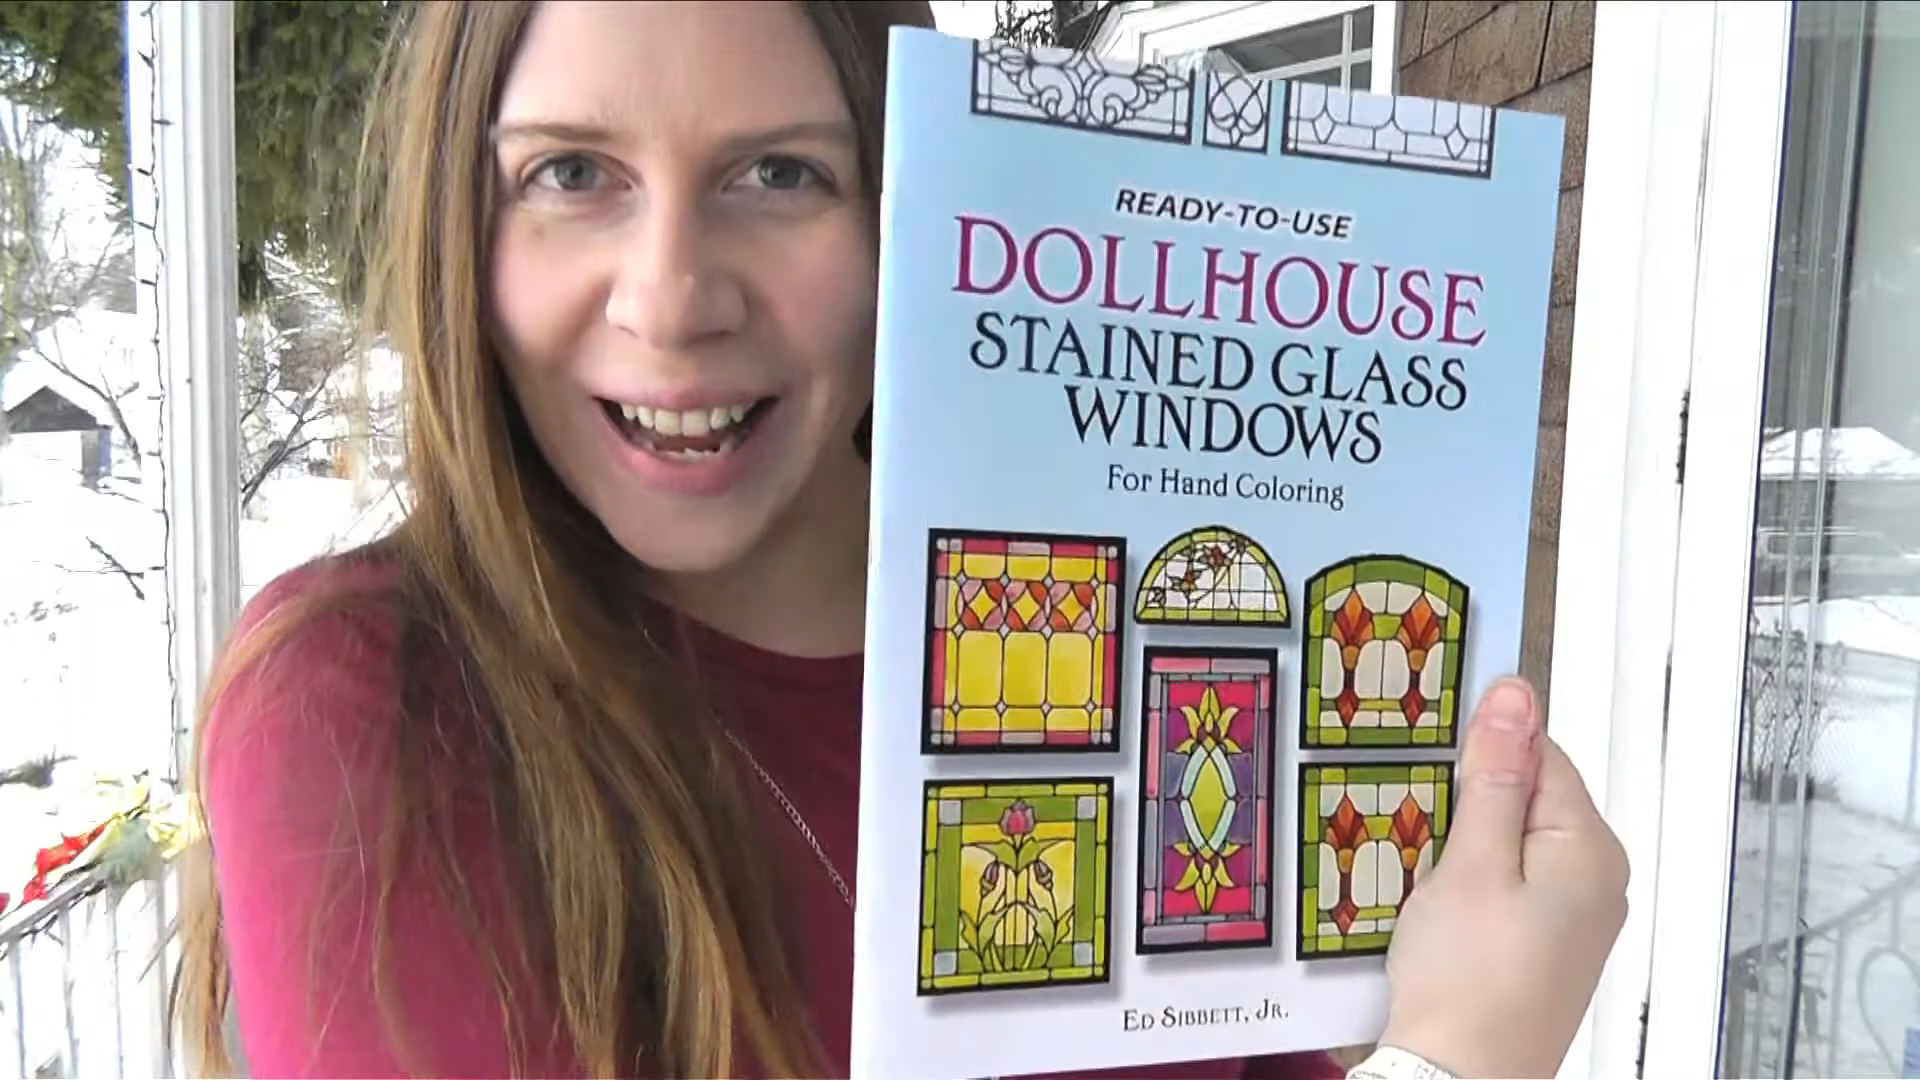 READY-TO-USE
DOLLHOUSE
STAINED GLASS
WINDOWS
For Hand Coloring
ED SIBBETT, JR.